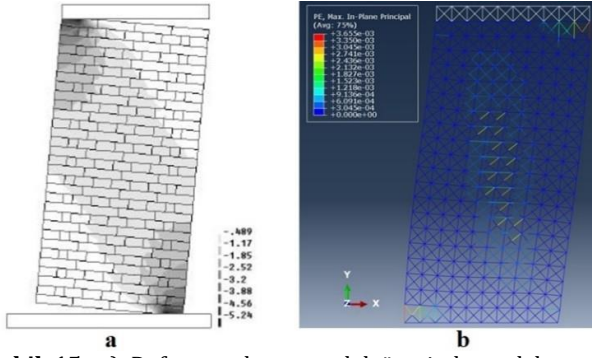 -.489
-1.17
-1.85
-2.52
-3.2
-3.88
-4.56
-5.24
a
PE, Max. In-Plane Principal
(Avg: 75%)
+3.655e-03
+3.350e-03
+3.045e-03
+2.741e-03
+2.436e-03
+2.132e-03
+1.827e-03
+1.523e-03
+1.218e-03
+9.136e-04
+6.091e-04
+3.045e-04
+0.000e+00
Y
Z
X
b